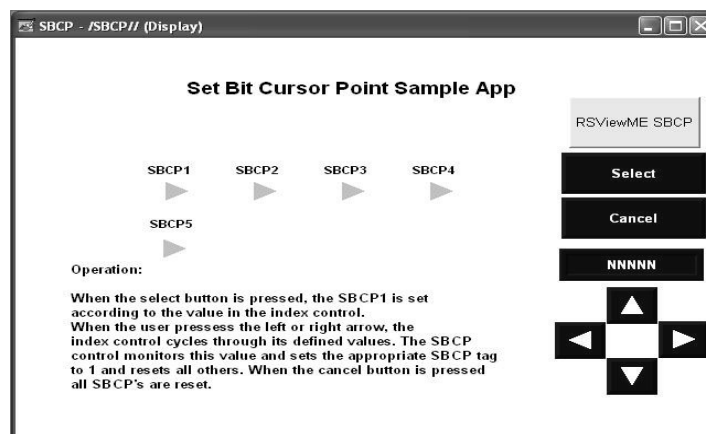 SBCP - /SBCP// (Display)
Set Bit Cursor Point Sample App
RSViewME SBCP
SBCP1 SBCP2 SBCP3 SBCP4
Select
SBCP5
Cancel
Operation:
NNNNN
When the select button is pressed, the SBCP1 is set
according to the value in the index control.
When the user pressess the left or right arrow, the
index control cycles through its defined values. The SBCP
control monitors this value and sets the appropriate SBCP tag
to 1 and resets all others. When the cancel button is pressed
all SBCP's are reset.